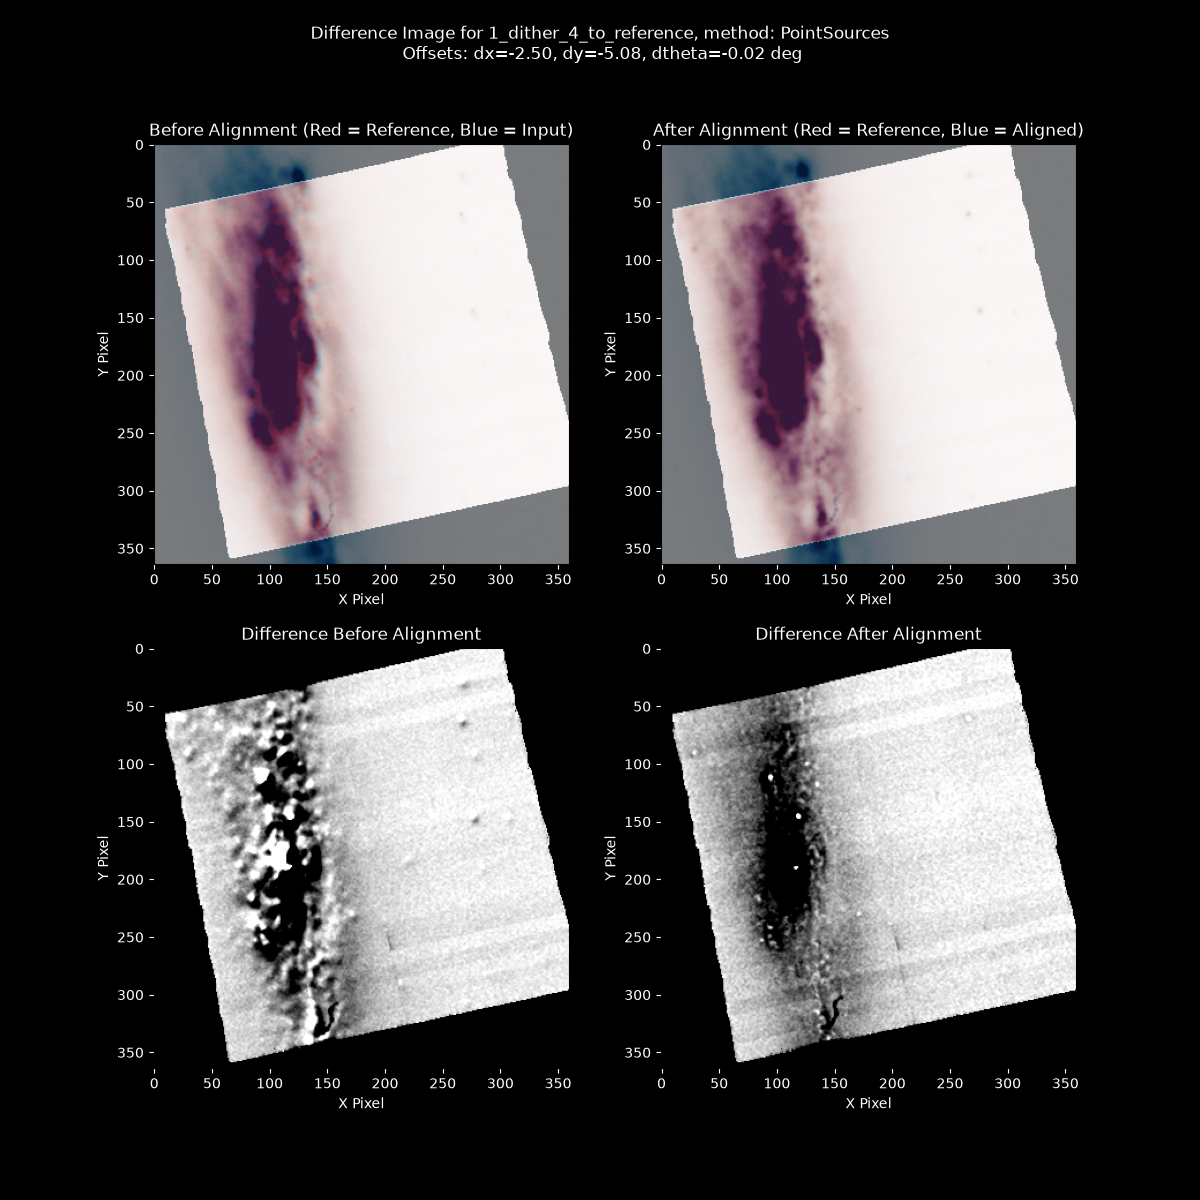 Difference Image for 1_dither_4_to_reference, method: PointSources
Offsets: dx=-2.50, dy=-5.08, dtheta=-0.02 deg
Before Alignment (Red = Reference, Blue = Input)
0
50
100
150
200
250
300
350
Y Pixel
0 50 100 150 200 250 300 350
X Pixel
After Alignment (Red = Reference, Blue = Aligned)
0
50
100
150
200
250
300
350
Y Pixel
0 50 100 150 200 250 300 350
X Pixel
Difference Before Alignment
0
50
100
150
200
250
300
350
Y Pixel
0 50 100 150 200 250 300 350
X Pixel
Difference After Alignment
0
50
100
150
200
250
300
350
Y Pixel
0 50 100 150 200 250 300 350
X Pixel